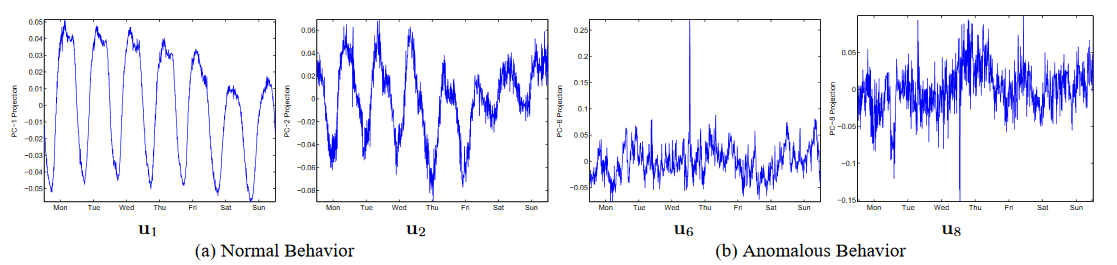 0.05
0.04
0.03
0.02
0.01
0
−0.01
−0.02
−0.03
−0.04
−0.05
PC−1 Projection
Mon Tue Wed Thu Fri Sat Sun
u1
0.06
0.04
0.02
0
−0.02
−0.04
−0.06
−0.08
PC−2 Projection
Mon Tue Wed Thu Fri Sat Sun
u2
(a) Normal Behavior
0.25
0.2
0.15
0.1
0.05
0
−0.05
PC−6 Projection
Mon Tue Wed Thu Fri Sat Sun
u6
0.05
0
−0.05
−0.1
−0.15
PC−8 Projection
Mon Tue Wed Thu Fri Sat Sun
u8
(b) Anomalous Behavior